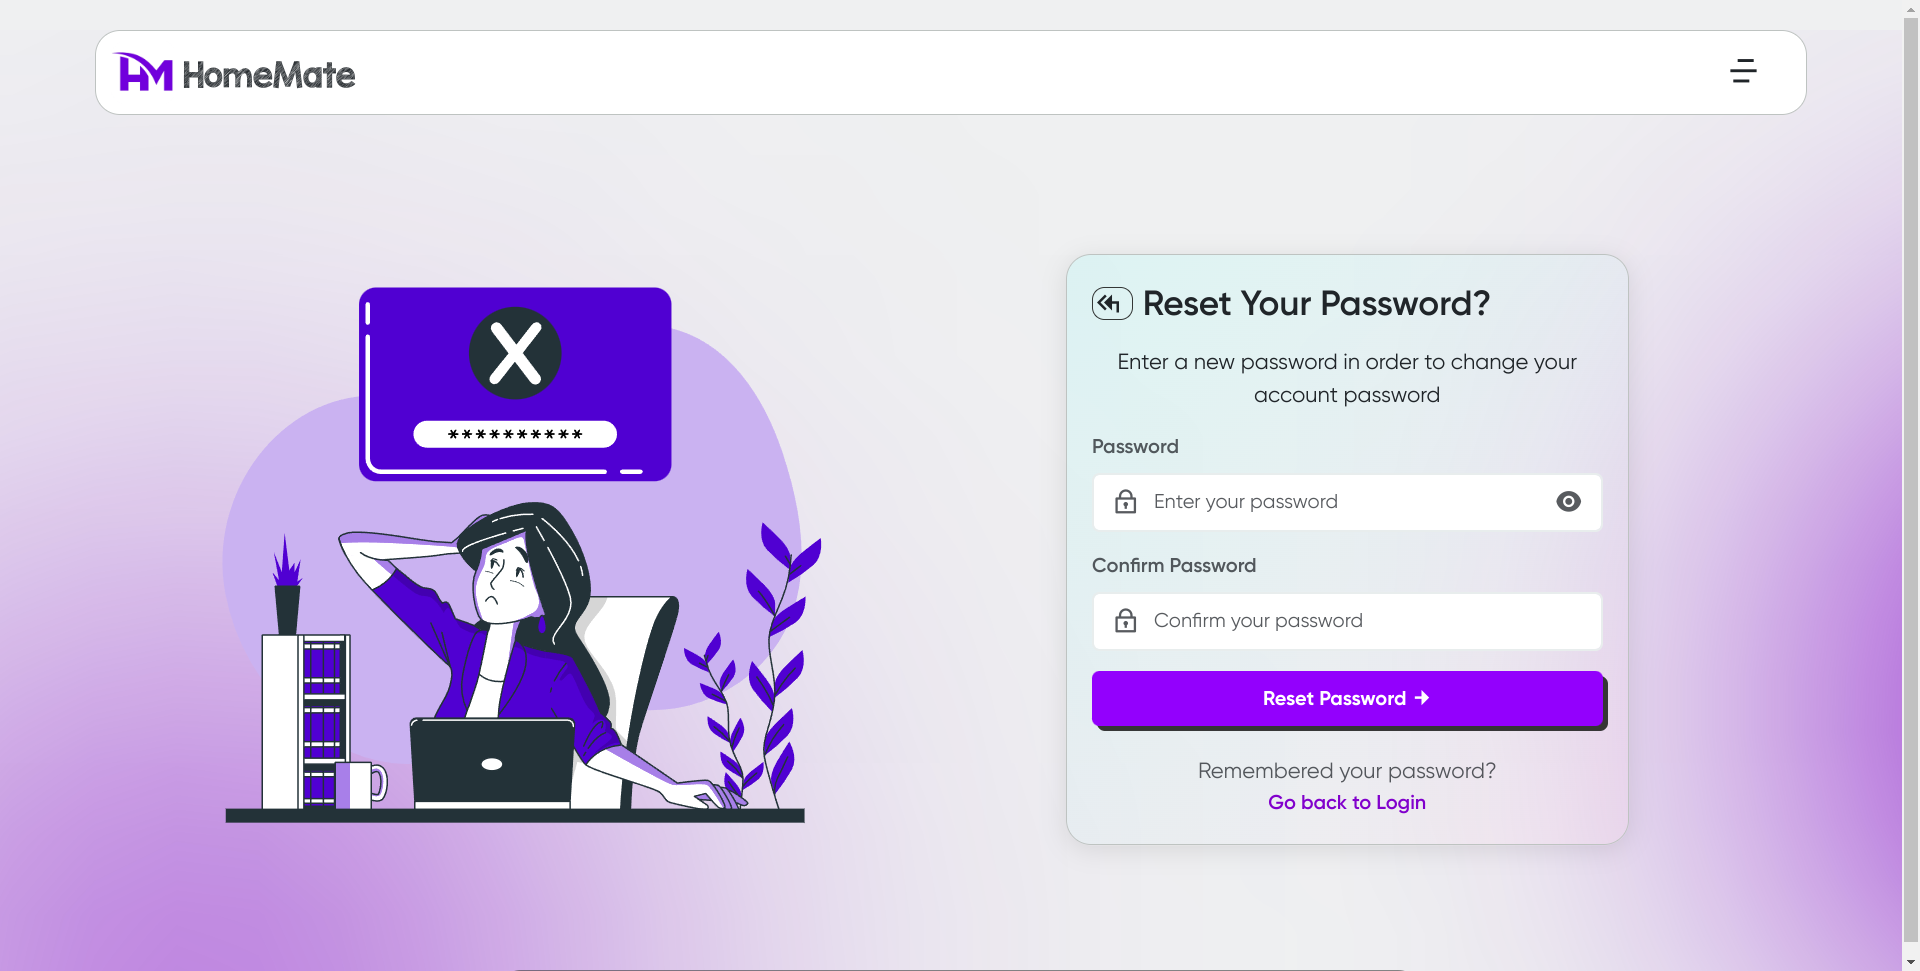 HM HomeMate
Reset Your Password?
Enter a new password in order to change your
account password
Password
Enter your password
Confirm Password
Confirm your password
Reset Password →
Remembered your password?
Go back to Login
X
**********